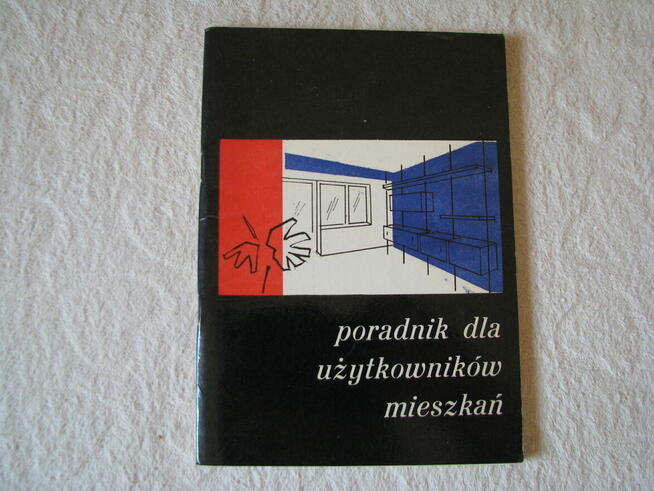 poradnik dla
użytkowników
mieszkań